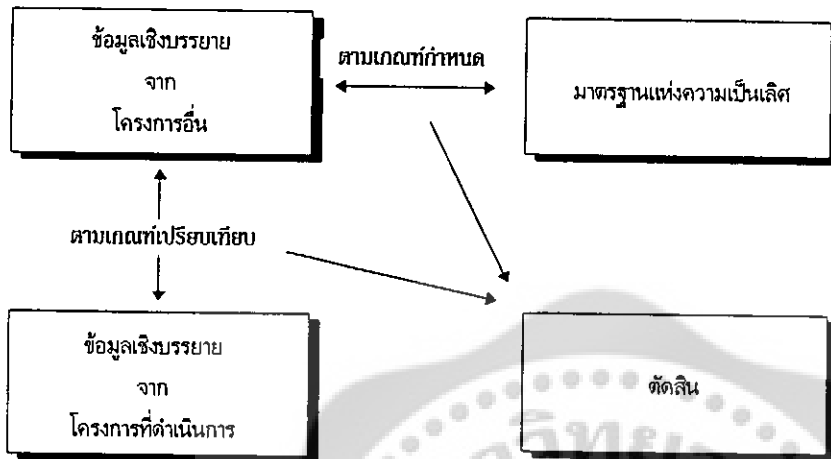 ข้อมูลเชิงบรรยาย
จาก
โครงการอื่น
ตามเกณฑ์กำหนด
มาตรฐานแห่งความเป็นเลิศ
ตามเกณฑ์เปรียบเทียบ
ข้อมูลเชิงบรรยาย
จาก
โครงการที่ดำเนินการ
ตัดสิน